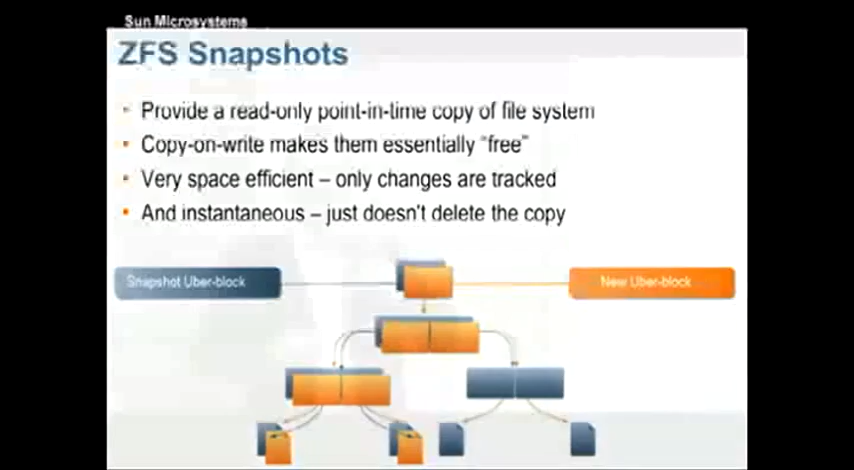 Sun Microsystems
ZFS Snapshots
• Provide a read-only point-in-time copy of file system
• Copy-on-write makes them essentially “free”
• Very space efficient – only changes are tracked
• And instantaneous – just doesn't delete the copy
Snapshot Uber-block
New Uber-block